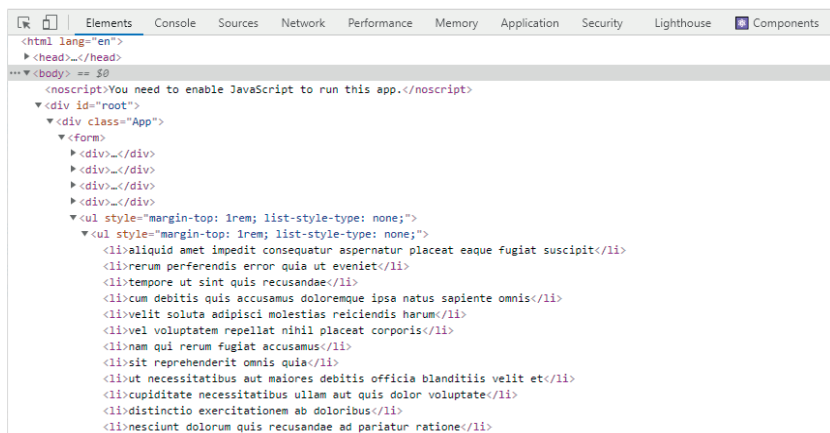 Elements Console Sources Network Performance Memory Application Security Lighthouse Components
<html lang="en">
<head>…</head>
<body> == $0
<noscript>You need to enable JavaScript to run this app.</noscript>
<div id="root">
<div class="App">
<form>
<div>…</div>
<div>…</div>
<div>…</div>
<div>…</div>
<ul style="margin-top: 1rem; list-style-type: none;">
<ul style="margin-top: 1rem; list-style-type: none;">
<li>aliquid amet impedit consequatur aspernatur placeat eaque fugiat suscipit</li>
<li>rerum perferendis error quia ut eveniet</li>
<li>tempore ut sint quis recusandae</li>
<li>cum debitis quis accusamus doloremque ipsa natus sapiente omnis</li>
<li>velit soluta adipisci molestias reiciendis harum</li>
<li>vel voluptatem repellat nihil placeat corporis</li>
<li>nam qui rerum fugiat accusamus</li>
<li>sit reprehenderit omnis quia</li>
<li>ut necessitatibus aut maiores debitis officia blanditiis velit et</li>
<li>cupiditate necessitatibus ullam aut quis dolor voluptate</li>
<li>distinctio exercitationem ab doloribus</li>
<li>nesciunt dolorum quis recusandae ad pariatur ratione</li>